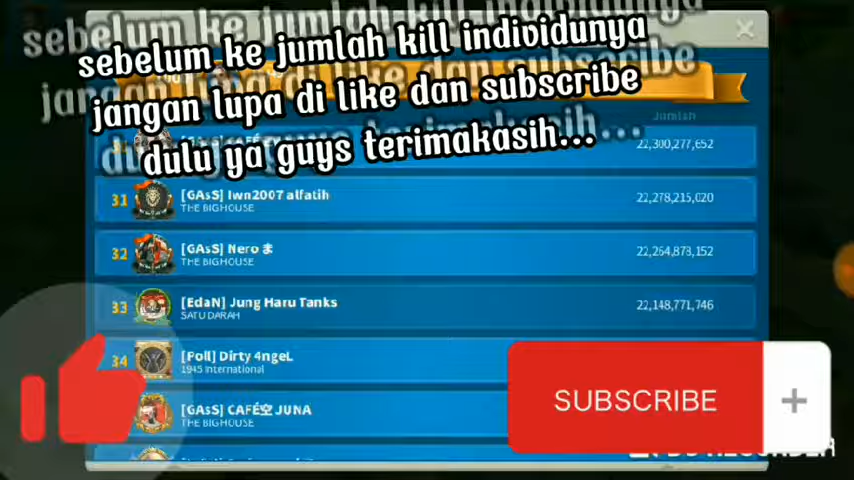 sebelum ke jumlah kill individunya
jangan lupa di like dan subscribe
dulu ya guys terimakasih...
Jumlah
22,300,277,652
31 [GAsS] Iwn2007 alfatih 22,278,215,020
THE BIGHOUSE
32 [GAsS] Nero ま 22,264,873,152
THE BIGHOUSE
33 [EdaN] Jung Haru Tanks 22,148,771,746
SATU DARAH
34 [Poll] Dirty 4ngeL
1945 International
[GAsS] CAFÉ空 JUNA
THE BIGHOUSE
SUBSCRIBE +